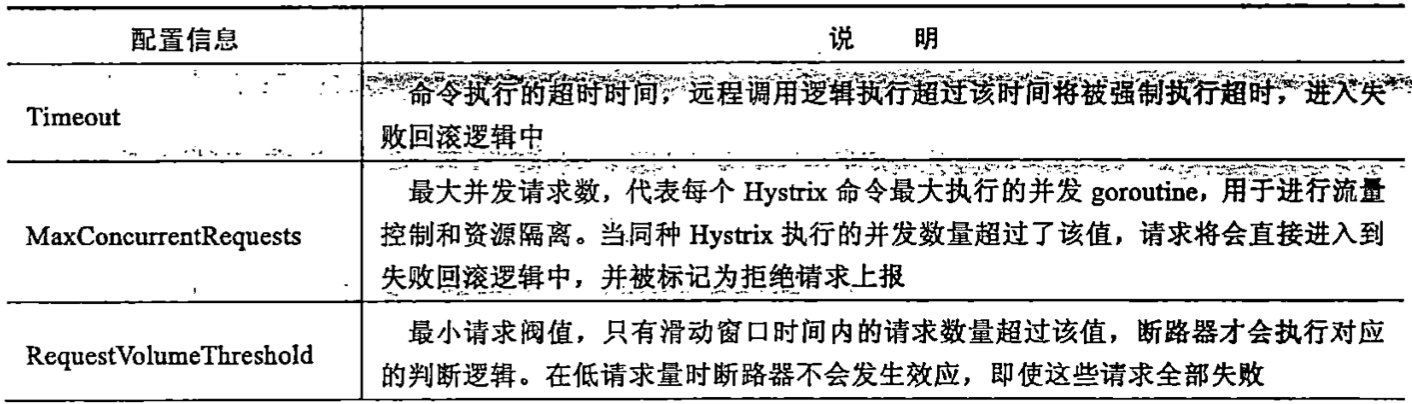 配置信息 说 明
Timeout 命令执行的超时时间，远程调用逻辑执行超过该时间将被强制执行超时，进入失
败回滚逻辑中
最大并发请求数，代表每个 Hystrix 命令最大执行的并发 goroutine，用于进行流量
MaxConcurrentRequests 控制和资源隔离。当同种 Hystrix 执行的并发数量超过了该值，请求将会直接进入到
失败回滚逻辑中，并被标记为拒绝请求上报
最小请求阀值，只有滑动窗口时间内的请求数量超过该值，断路器才会执行对应
RequestVolumeThreshold 的判断逻辑。在低请求量时断路器不会发生效应，即使这些请求全部失败